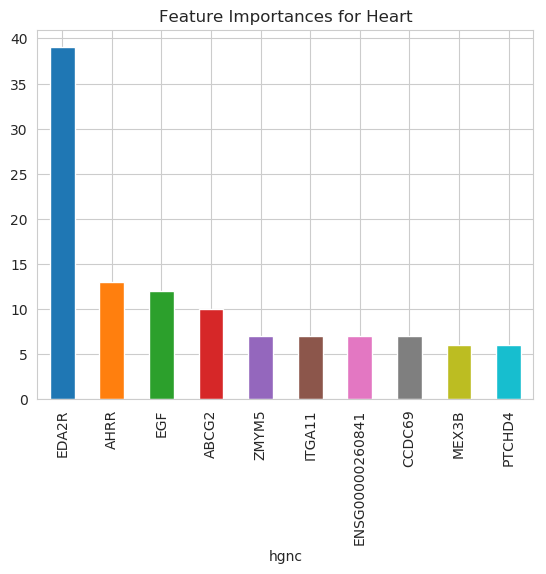 Feature Importances for Heart
40
35
30
25
20
15
10
5
0
EDA2R
AHRR
EGF
ABCG2
ZMYM5
ITGA11
ENSG00000260841
CCDC69
MEX3B
PTCHD4
hgnc